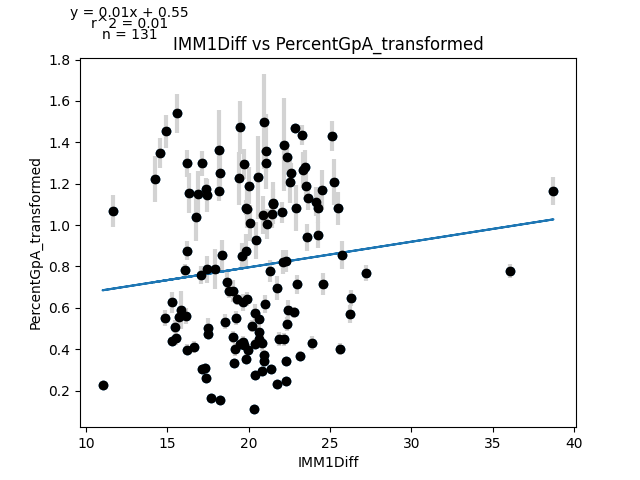 y = 0.01x + 0.55
r^2 = 0.01
n = 131
IMM1Diff vs PercentGpA_transformed
PercentGpA_transformed
1.8
1.6
1.4
1.2
1.0
0.8
0.6
0.4
0.2
10 15 20 25 30 35 40
IMM1Diff